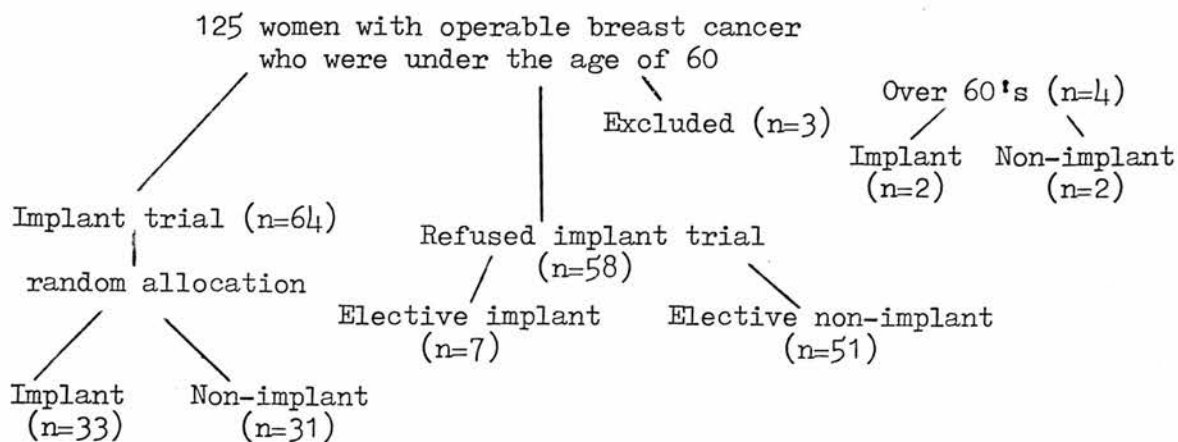 125 women with operable breast cancer
who were under the age of 60
Excluded (n=3)
Over 60's (n=4)
Implant
(n=2)
Non-implant
(n=2)
Implant trial (n=64)
random allocation
Implant
(n=33)
Non-implant
(n=31)
Refused implant trial
(n=58)
Elective implant
(n=7)
Elective non-implant
(n=51)